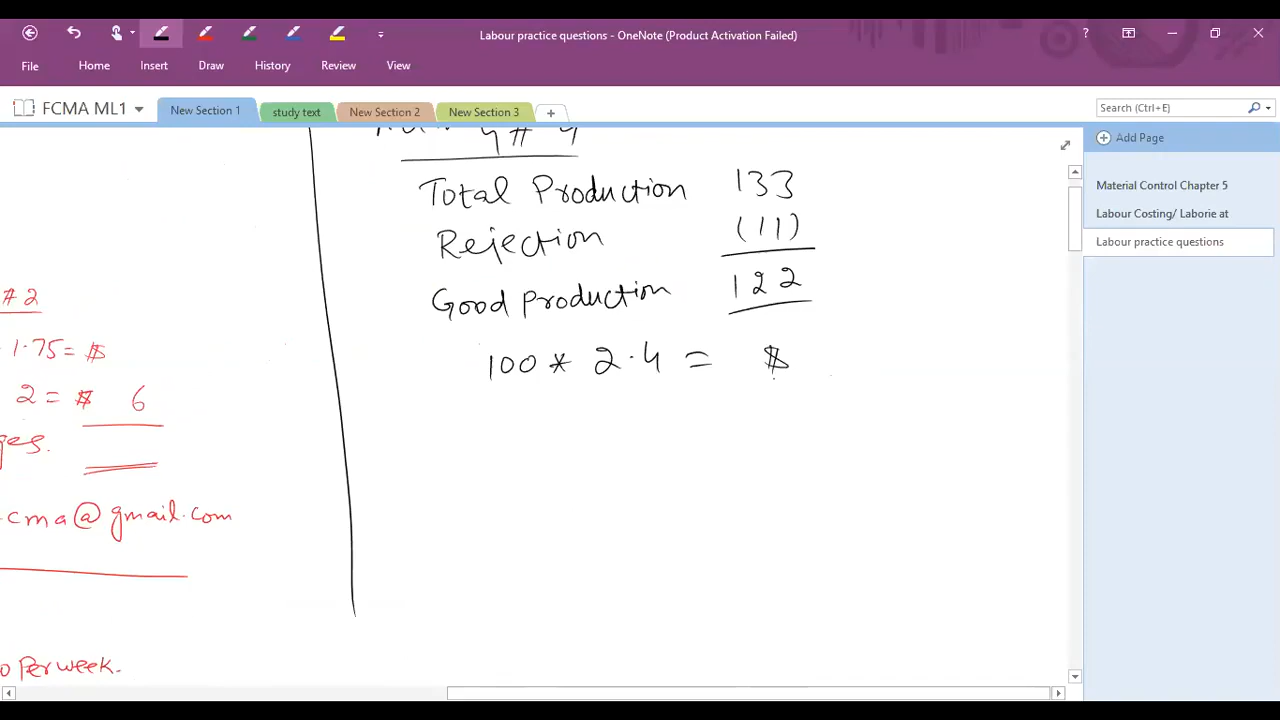 Labour practice questions - OneNote (Product Activation Failed)
?
File Home Insert Draw History Review View
FCMA ML1 New Section 1 study text New Section 2 New Section 3
Search (Ctrl+E)
Add Page
Material Control Chapter 5
Labour Costing/ Laborie at
Labour practice questions
# 4
Total Production 133
Rejection (11)
Good Production 122
100 * 2.4 = $
# 2
1.75 = $
2 = $ 6
ges.
.cma@gmail.com
0 Per week.